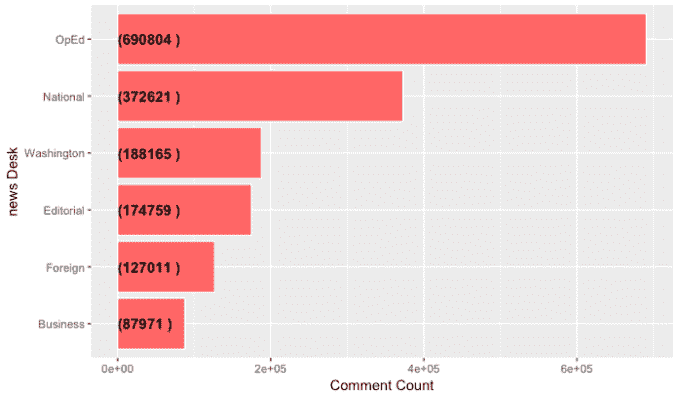 OpEd
(690804 )
National
(372621 )
Washington
(188165 )
Editorial
(174759 )
Foreign
(127011 )
Business
(87971 )
news Desk
0e+00 2e+05 4e+05 6e+05
Comment Count